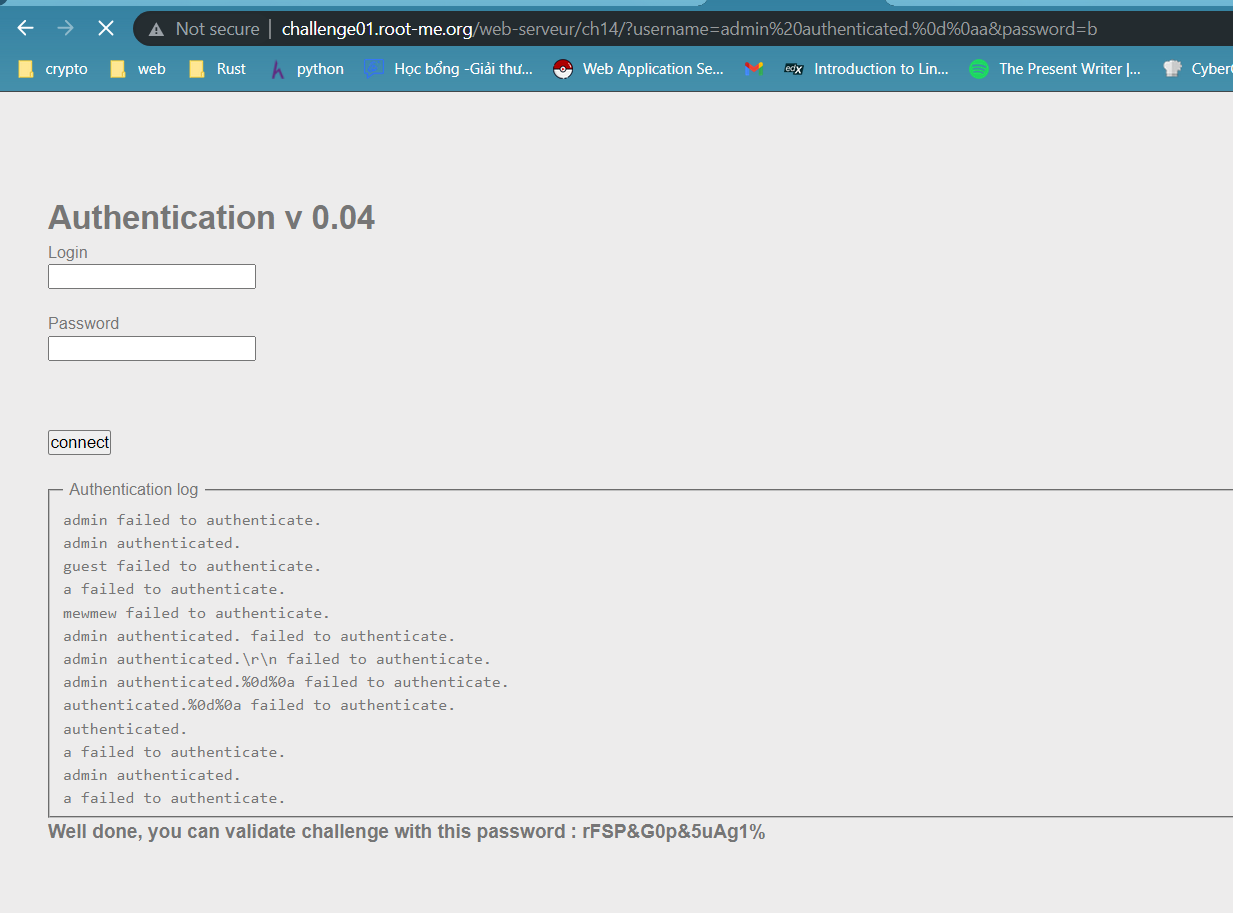 Not secure | challenge01.root-me.org/web-serveur/ch14/?username=admin%20authenticated.%0d%0aa&password=b
crypto web Rust python Học bổng -Giải thư... Web Application Se... edX Introduction to Lin... The Present Writer |... Cyber
Authentication v 0.04
Login
Password
connect
Authentication log
admin failed to authenticate.
admin authenticated.
guest failed to authenticate.
a failed to authenticate.
mewmew failed to authenticate.
admin authenticated. failed to authenticate.
admin authenticated.\r\n failed to authenticate.
admin authenticated.%0d%0a failed to authenticate.
authenticated.%0d%0a failed to authenticate.
authenticated.
a failed to authenticate.
admin authenticated.
a failed to authenticate.
Well done, you can validate challenge with this password : rFSP&G0p&5uAg1%